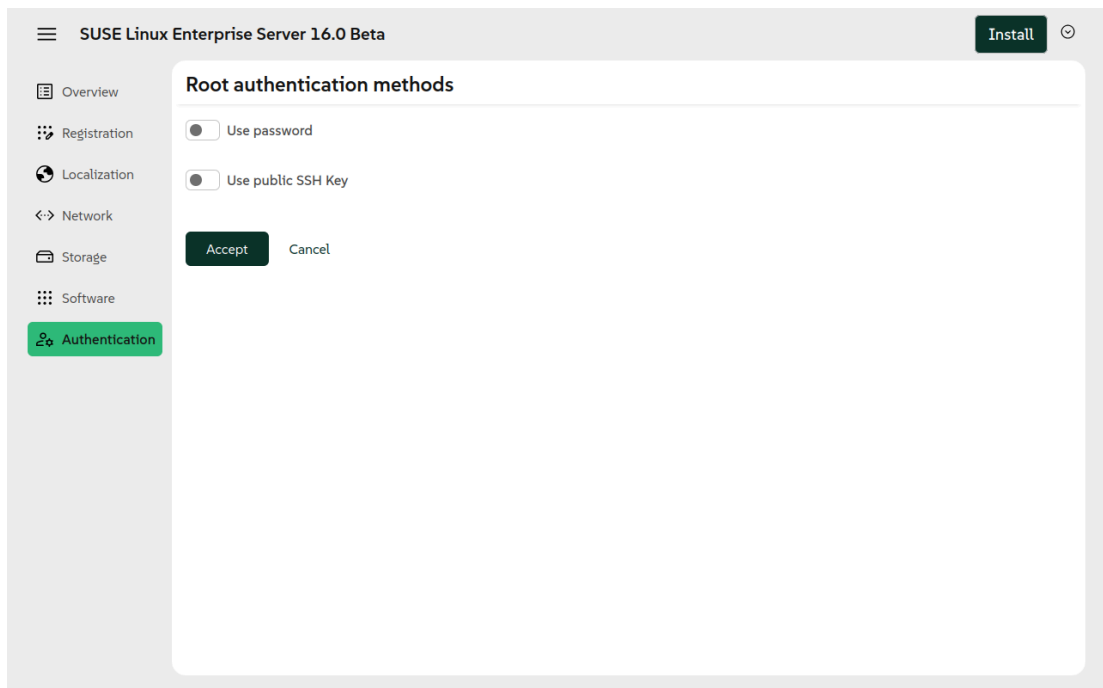 SUSE Linux Enterprise Server 16.0 Beta
Install
Overview
Registration
Localization
Network
Storage
Software
Authentication
Root authentication methods
Use password
Use public SSH Key
Accept
Cancel